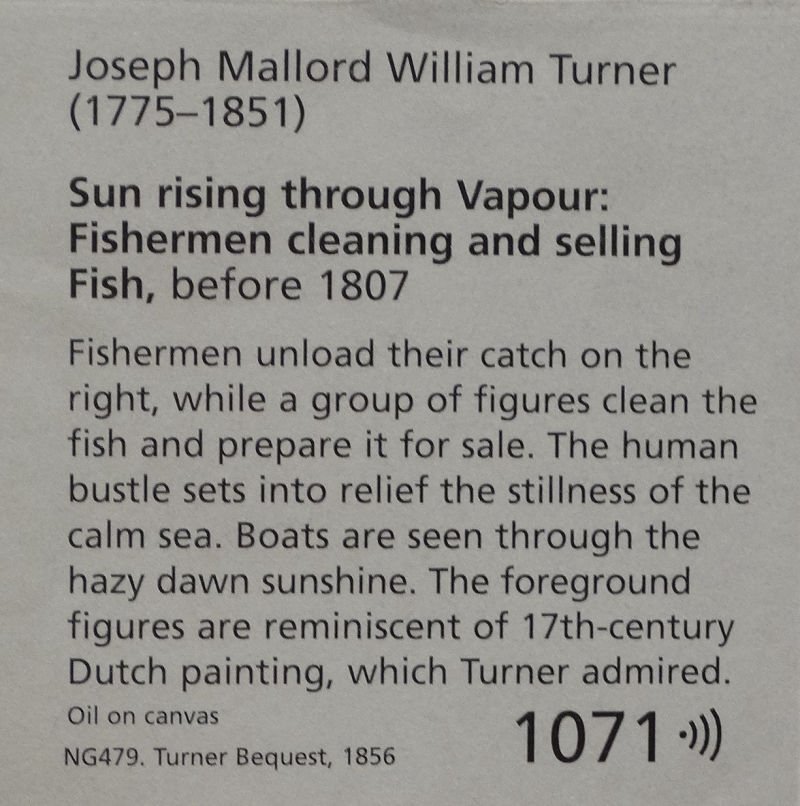 Joseph Mallord William Turner
(1775–1851)
Sun rising through Vapour:
Fishermen cleaning and selling
Fish, before 1807
Fishermen unload their catch on the
right, while a group of figures clean the
fish and prepare it for sale. The human
bustle sets into relief the stillness of the
calm sea. Boats are seen through the
hazy dawn sunshine. The foreground
figures are reminiscent of 17th-century
Dutch painting, which Turner admired.
Oil on canvas
NG479. Turner Bequest, 1856
1071